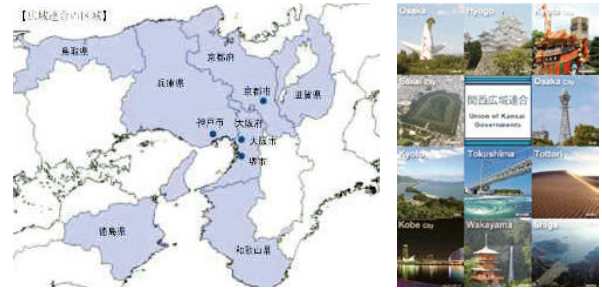 【広域連合の区域】
鳥取県
京都府
兵庫県
京都市
滋賀県
神戸市
大阪府
大阪市
堺市
徳島県
和歌山県
Osaka
Hyogo
Kyoto City
Sakai City
関西広域連合
Union of Kansai
Governments
Osaka City
Kyoto
Tokushima
Tottori
Kobe City
Wakayama
Shiga